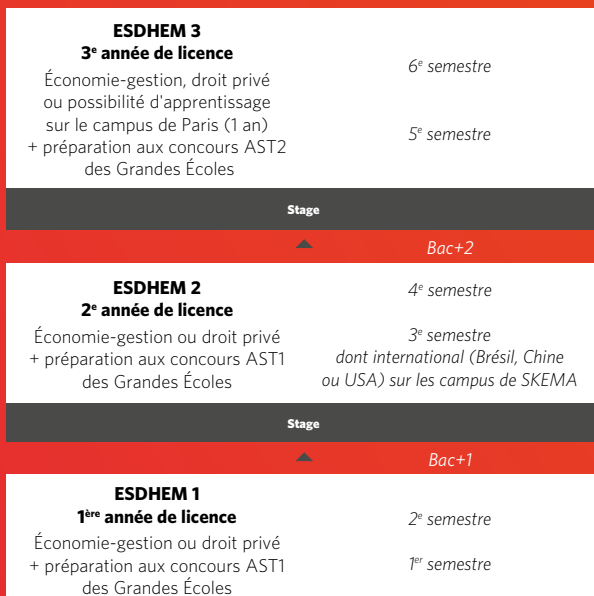 ESDHEM 3
3e année de licence
Économie-gestion, droit privé
ou possibilité d'apprentissage
sur le campus de Paris (1 an)
+ préparation aux concours AST2
des Grandes Écoles
6e semestre
5e semestre
Stage
Bac+2
ESDHEM 2
2e année de licence
Économie-gestion ou droit privé
+ préparation aux concours AST1
des Grandes Écoles
4e semestre
3e semestre
dont international (Brésil, Chine
ou USA) sur les campus de SKEMA
Stage
Bac+1
ESDHEM 1
1ère année de licence
Économie-gestion ou droit privé
+ préparation aux concours AST1
des Grandes Écoles
2e semestre
1er semestre